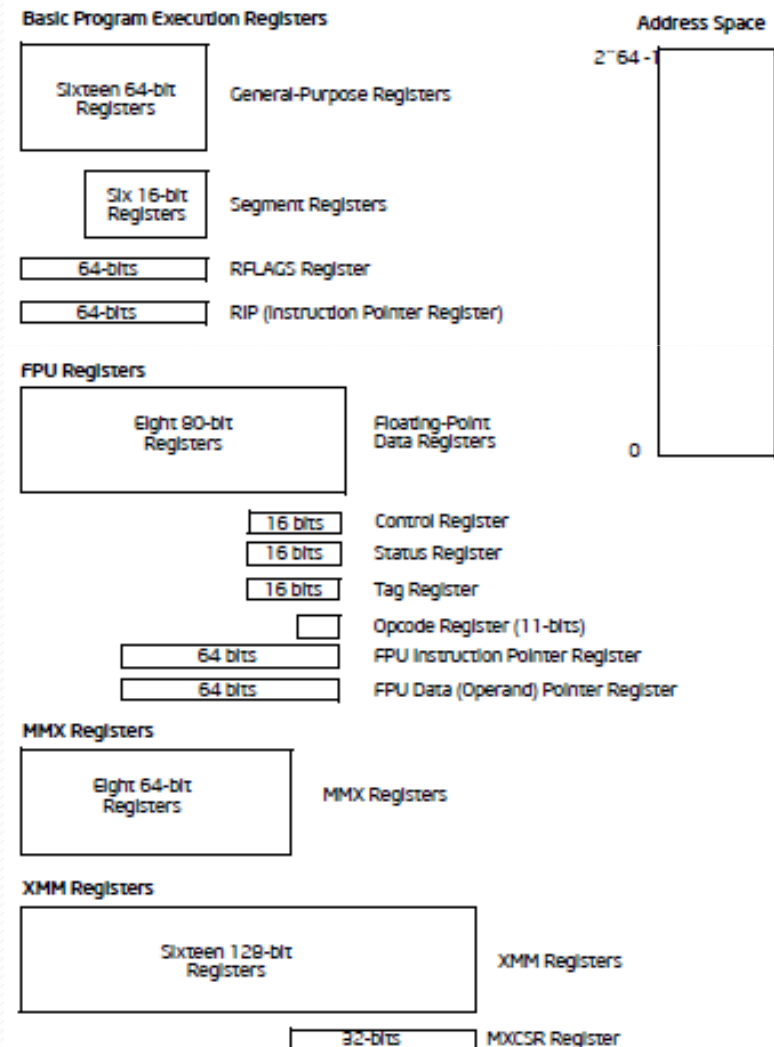 Basic Program Execution Registers
Address Space
2^64 -1
Sixteen 64-bit
Registers
General-Purpose Registers
Six 16-bit
Registers
Segment Registers
64-bits
RFLAGS Register
64-bits
RIP (Instruction Pointer Register)
FPU Registers
Eight 80-bit
Registers
Floating-Point
Data Registers
0
16 bits
Control Register
16 bits
Status Register
16 bits
Tag Register
Opcode Register (11-bits)
64 bits
FPU Instruction Pointer Register
64 bits
FPU Data (Operand) Pointer Register
MMX Registers
Eight 64-bit
Registers
MMX Registers
XMM Registers
Sixteen 128-bit
Registers
XMM Registers
32-bits
MXCSR Register